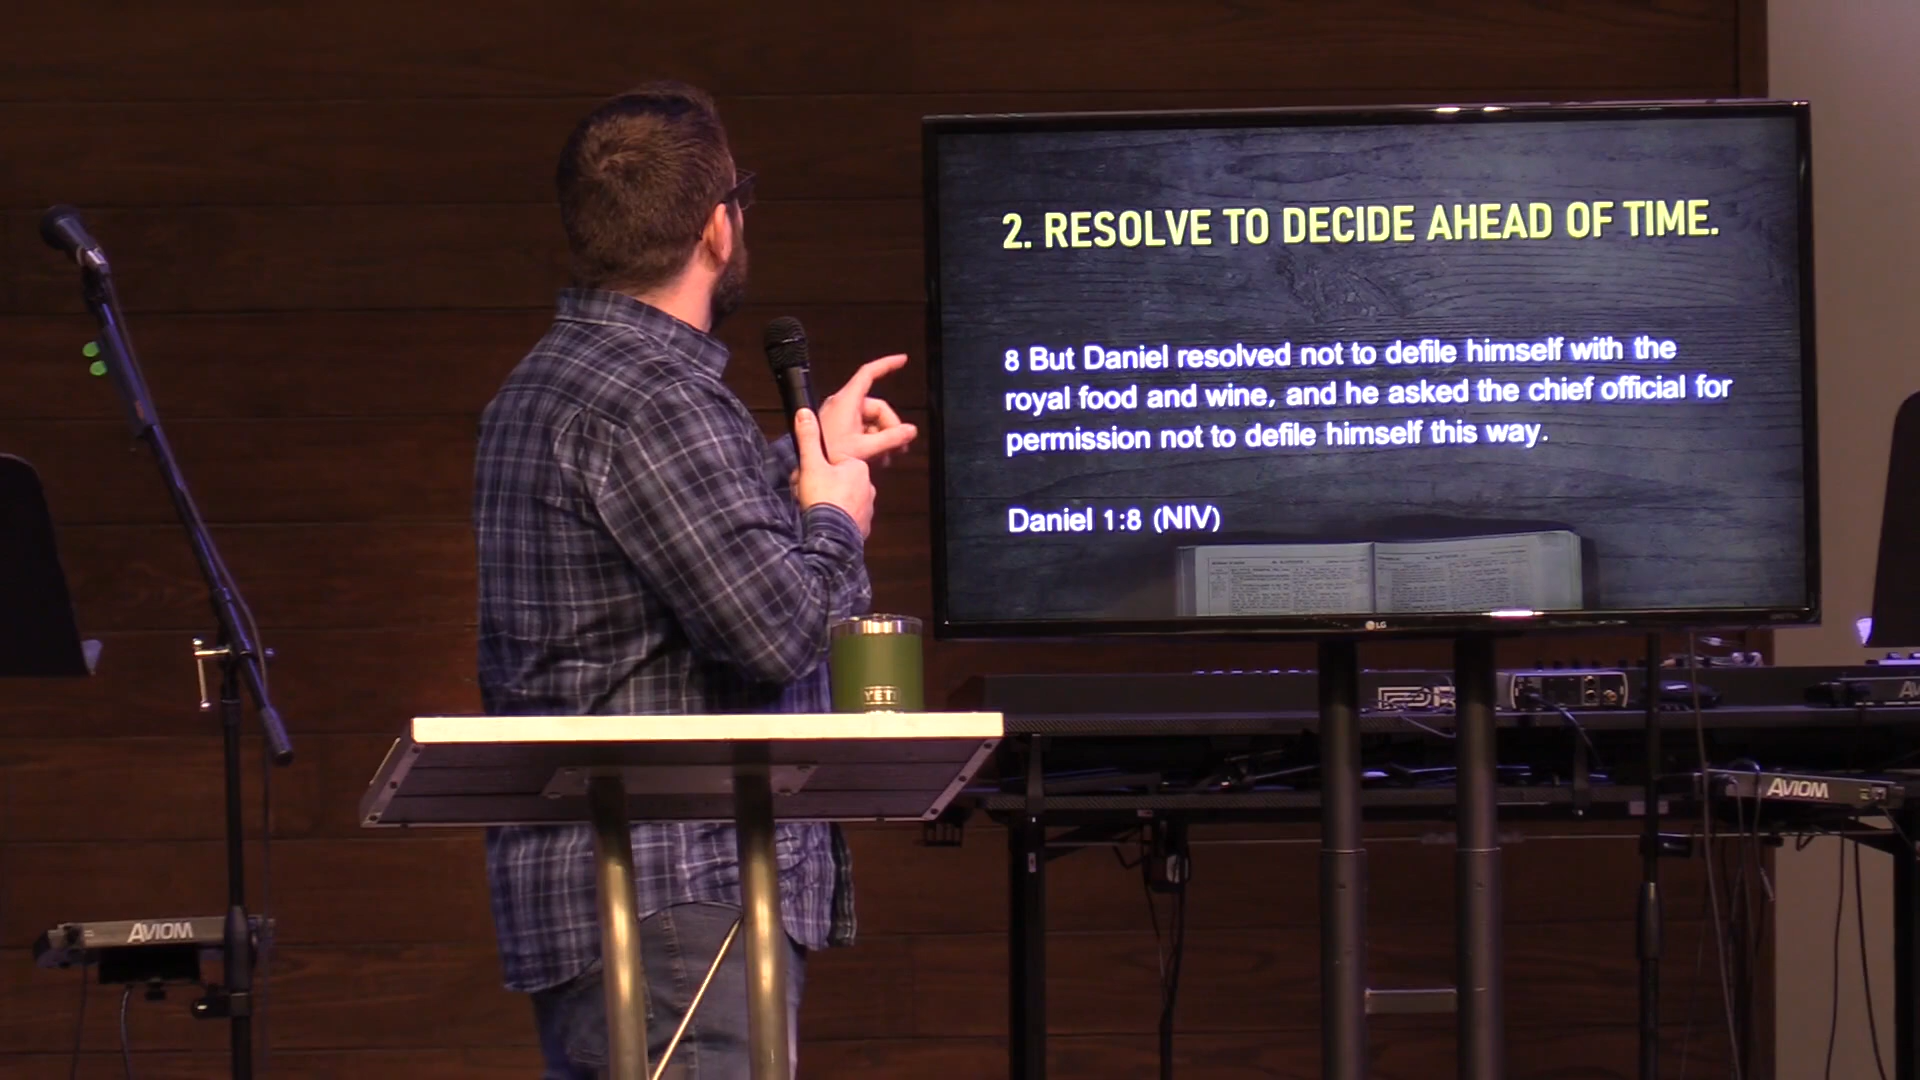 2. RESOLVE TO DECIDE AHEAD OF TIME.
8 But Daniel resolved not to defile himself with the
royal food and wine, and he asked the chief official for
permission not to defile himself this way.
Daniel 1:8 (NIV)
LG
YETI
AVIOM
AVIOM